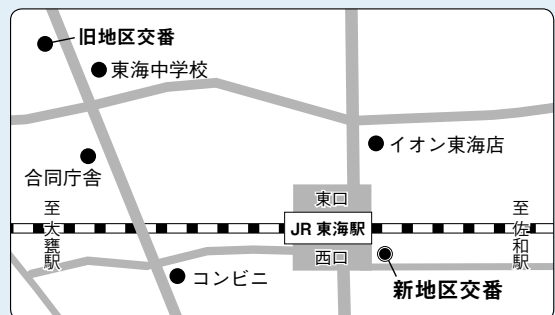 旧地区交番
東海中学校
イオン東海店
合同庁舎
東口
至大甕駅
JR 東海駅
至佐和駅
西口
コンビニ
新地区交番